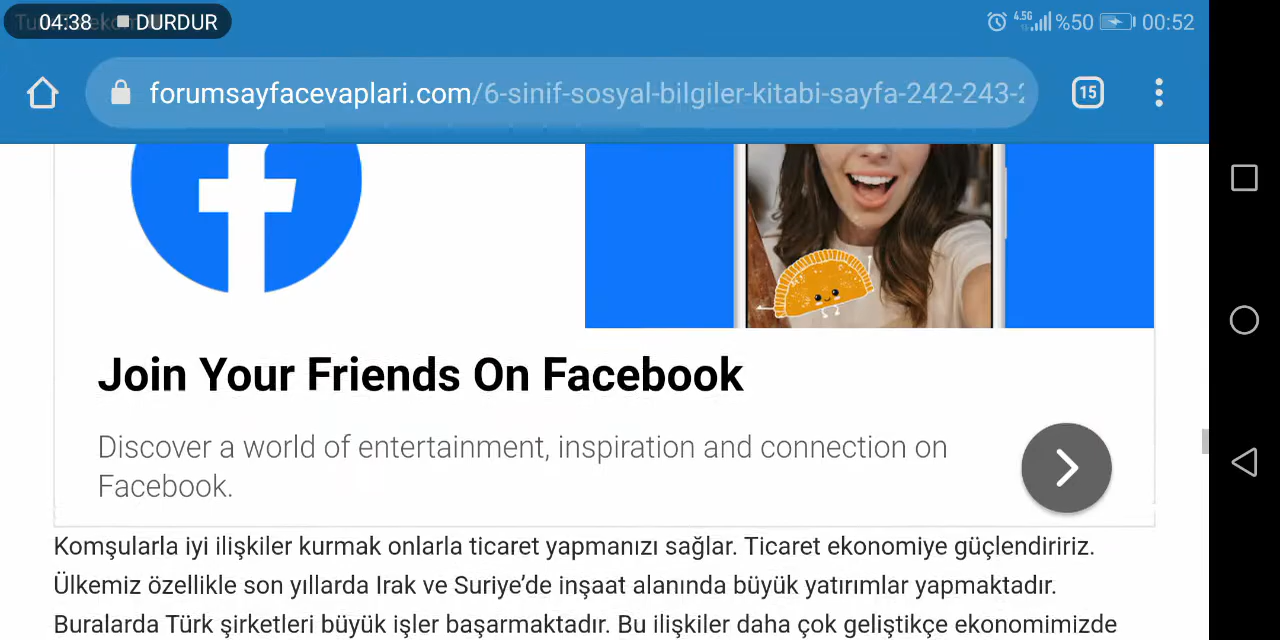 04:38 DURDUR
4.5G %50 00:52
forumsayfacevaplari.com/6-sinif-sosyal-bilgiler-kitabi-sayfa-242-243-
15
Join Your Friends On Facebook
Discover a world of entertainment, inspiration and connection on
Facebook.
Komşularla iyi ilişkiler kurmak onlarla ticaret yapmanızı sağlar. Ticaret ekonomiye güçlendiririz.
Ülkemiz özellikle son yıllarda Irak ve Suriye’de inşaat alanında büyük yatırımlar yapmaktadır.
Buralarda Türk şirketleri büyük işler başarmaktadır. Bu ilişkiler daha çok geliştikçe ekonomimizde